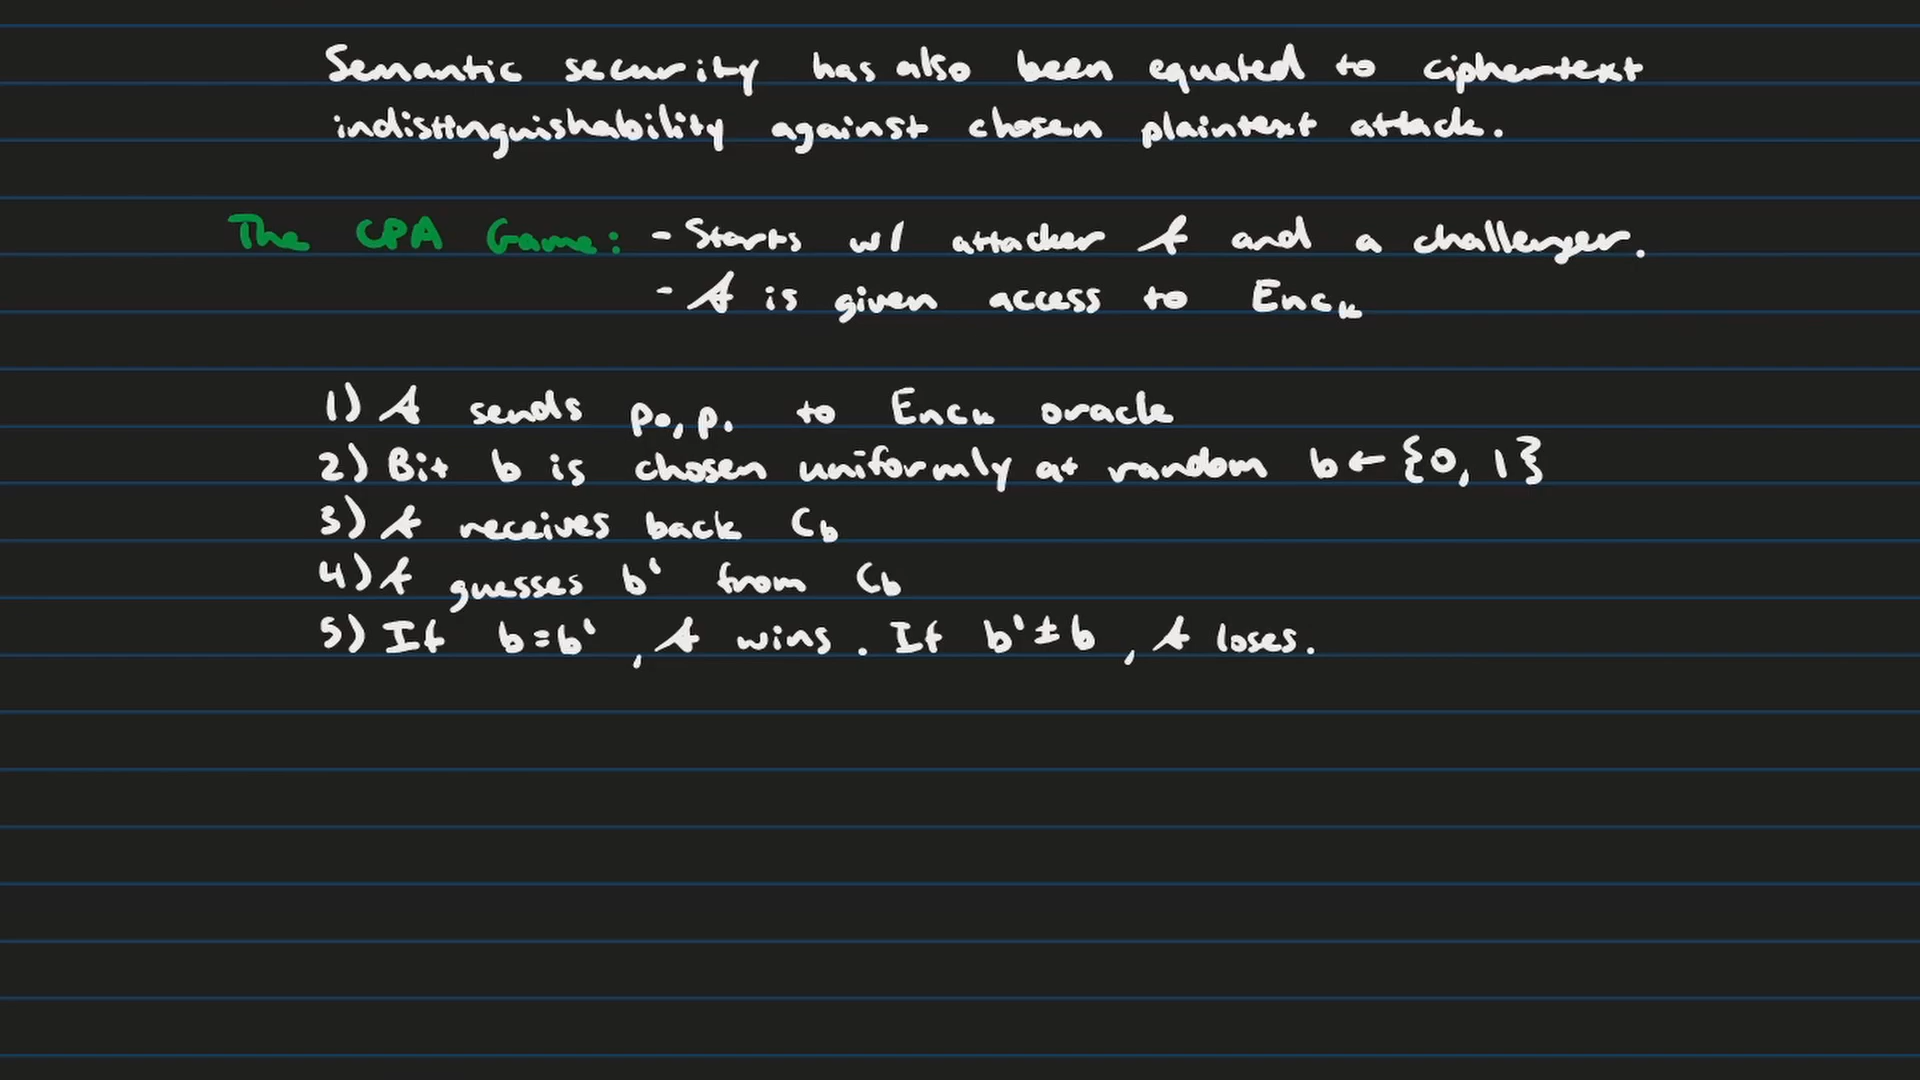 Semantic security has also been equated to ciphertext
indistinguishability against chosen plaintext attack.
The CPA Game: - Starts w/ attacker A and a challenger.
- A is given access to Enck
1) A sends p0, p1 to Enck oracle
2) Bit b is chosen uniformly at random b ← {0, 1}
3) A receives back Cb
4) A guesses b' from Cb
5) If b=b', A wins. If b'≠b, A loses.